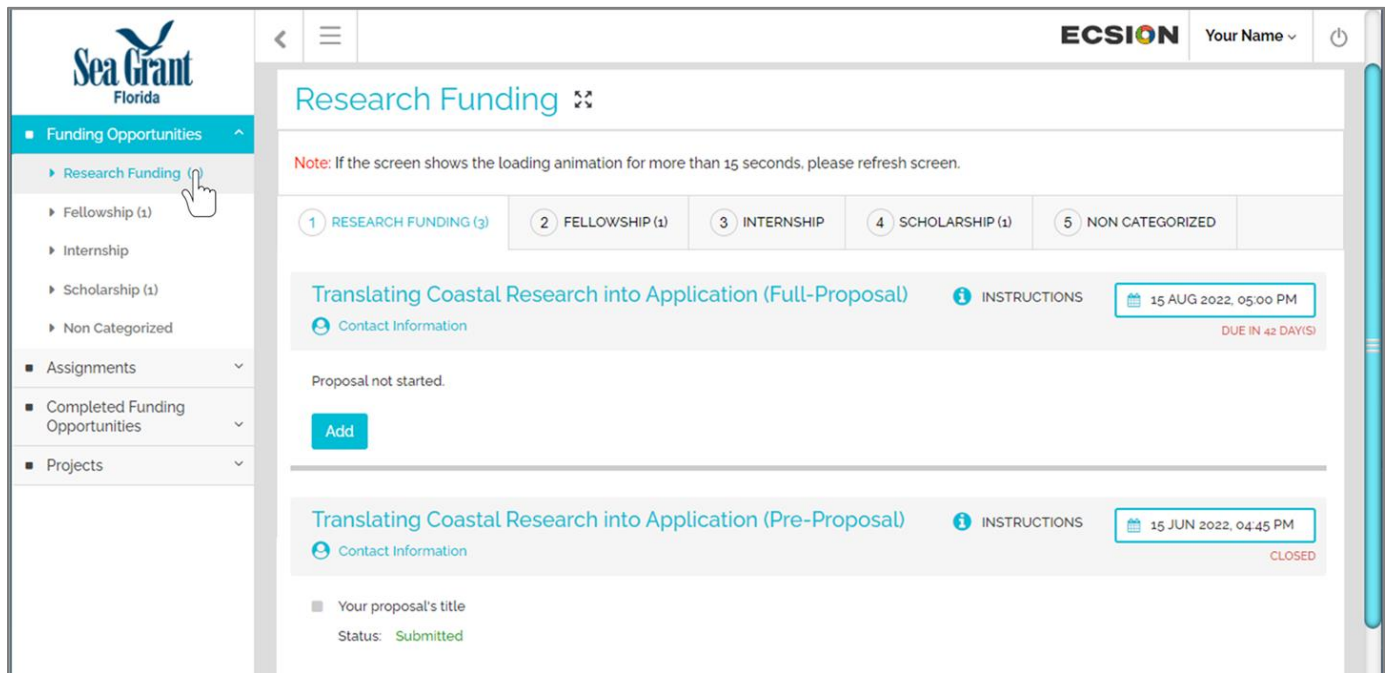 Sea Grant
Florida
Funding Opportunities
Research Funding
Fellowship (1)
Internship
Scholarship (1)
Non Categorized
Assignments
Completed Funding
Opportunities
Projects
ECSION
Your Name
Research Funding
Note: If the screen shows the loading animation for more than 15 seconds, please refresh screen.
1 RESEARCH FUNDING (3)
2 FELLOWSHIP (1)
3 INTERNSHIP
4 SCHOLARSHIP (1)
5 NON CATEGORIZED
Translating Coastal Research into Application (Full-Proposal)
INSTRUCTIONS
15 AUG 2022, 05:00 PM
Contact Information
DUE IN 42 DAY(S)
Proposal not started.
Add
Translating Coastal Research into Application (Pre-Proposal)
INSTRUCTIONS
15 JUN 2022, 04:45 PM
Contact Information
CLOSED
Your proposal's title
Status: Submitted